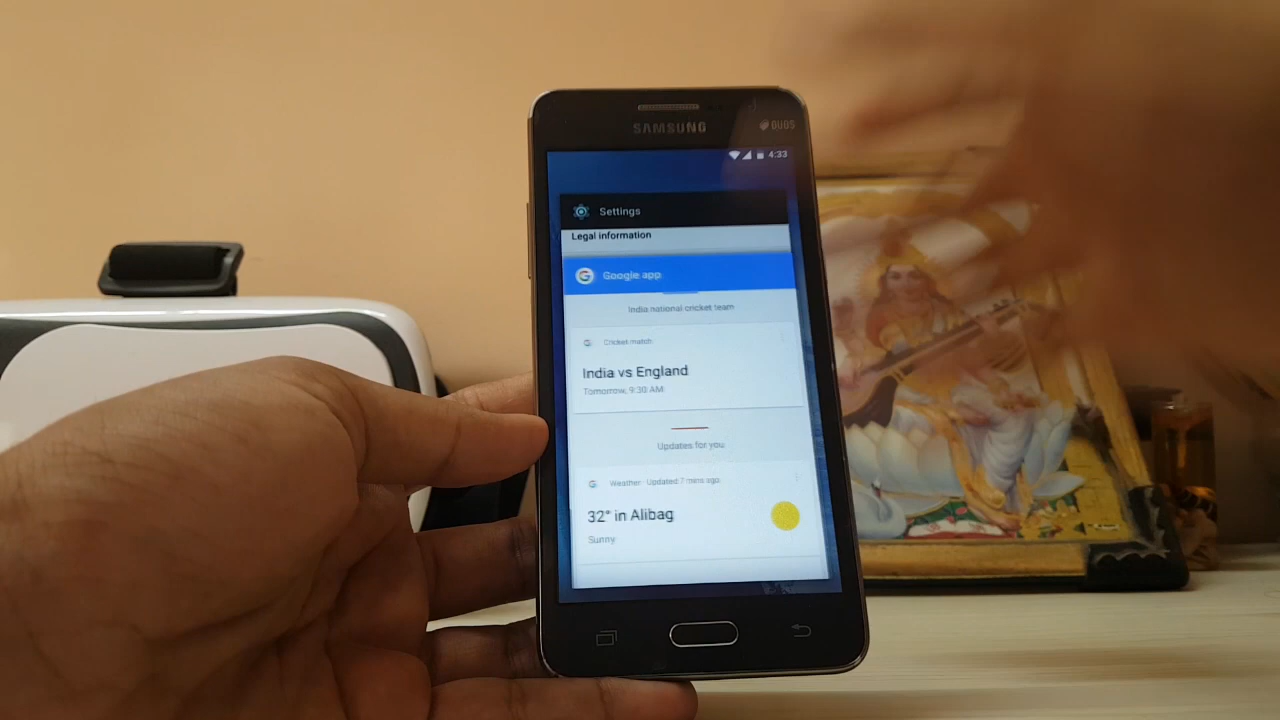 SAMSUNG
DUOS
4:33
Settings
Legal information
Google app
India national cricket team
Cricket match
India vs England
Tomorrow, 9:30 AM
Updates for you
Weather · Updated 7 mins ago
32° in Alibag
Sunny